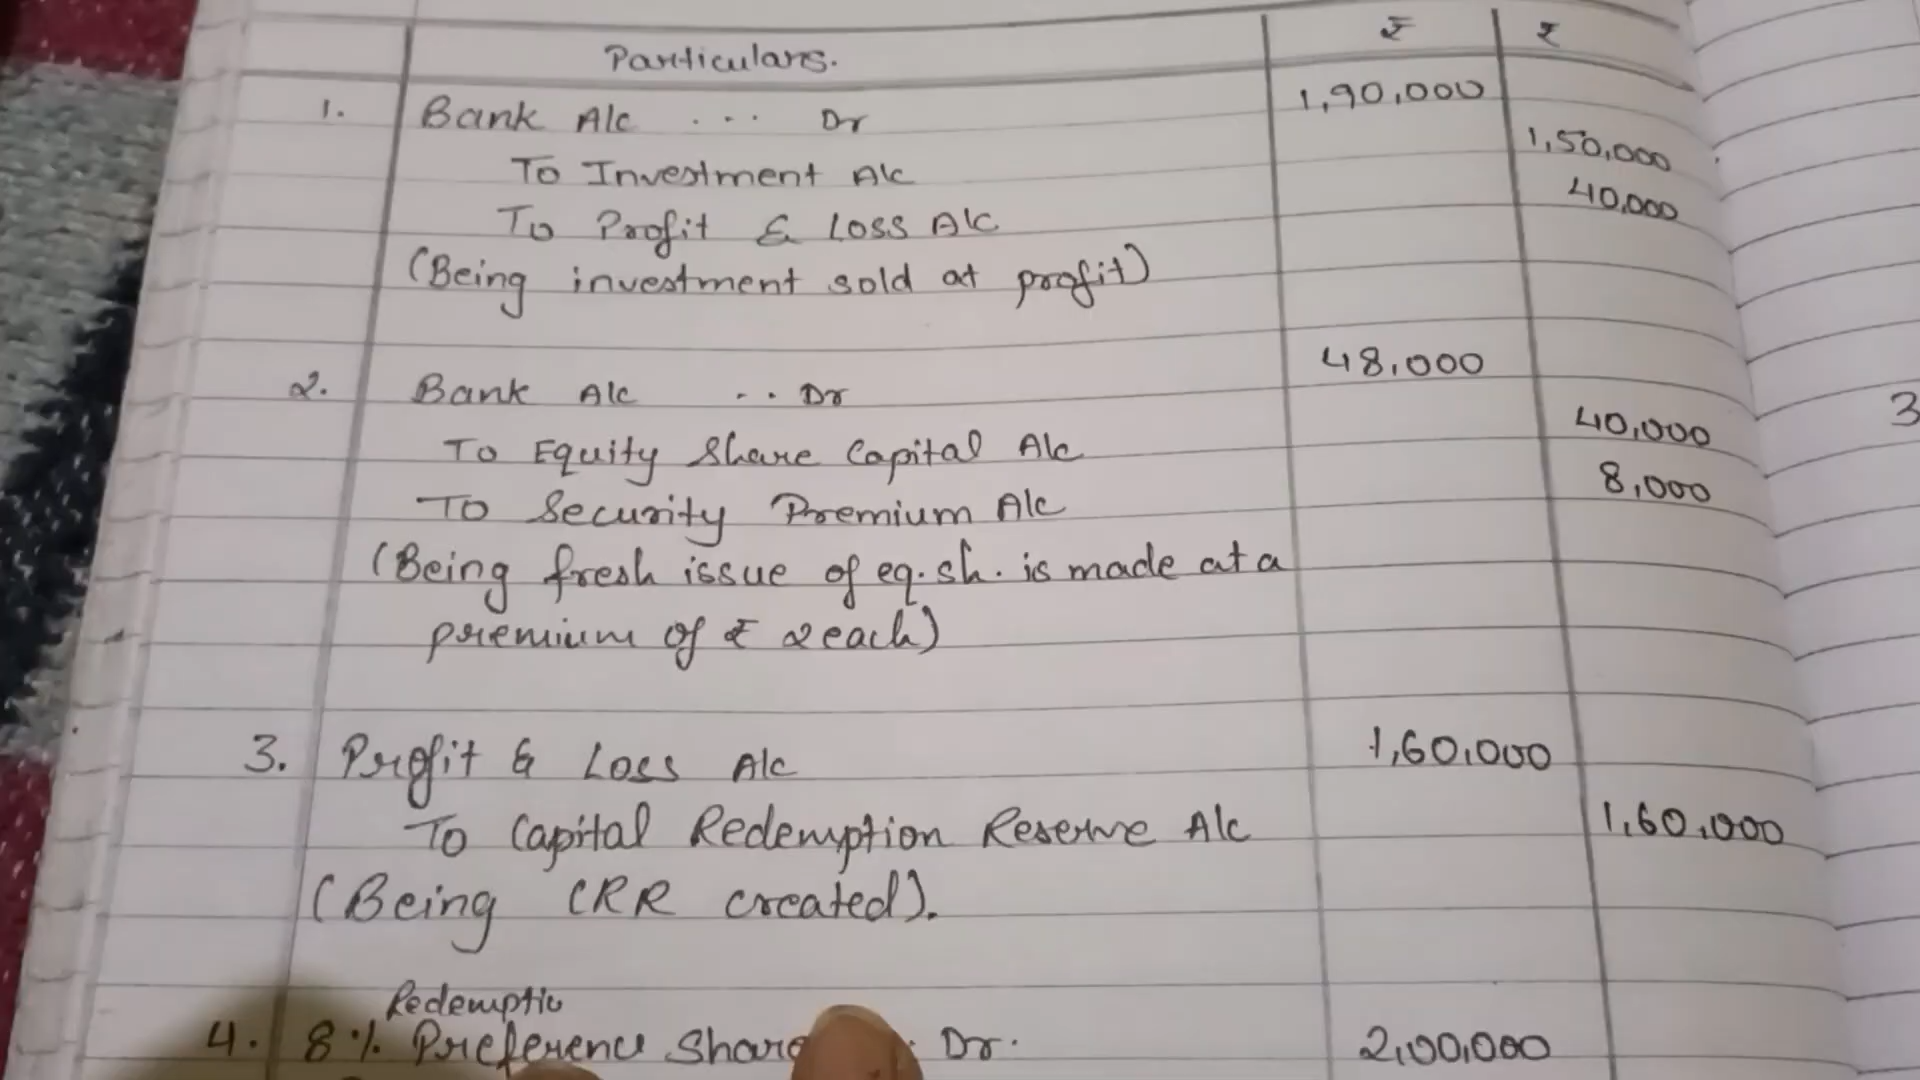 Particulars. ₹ ₹
1. Bank A/c ... Dr 1,90,000
To Investment A/c 1,50,000
To Profit & Loss A/c 40,000
(Being investment sold at profit)
2. Bank A/c .. Dr 48,000
To Equity Share Capital A/c 40,000
To Security Premium A/c 8,000
(Being fresh issue of eq.sh. is made at a
premium of ₹ 2 each)
3
3. Profit & Loss A/c 1,60,000
To Capital Redemption Reserve A/c 1,60,000
(Being CRR created).
Redemptio
4. 8% Preference Share Dr. 2,00,000